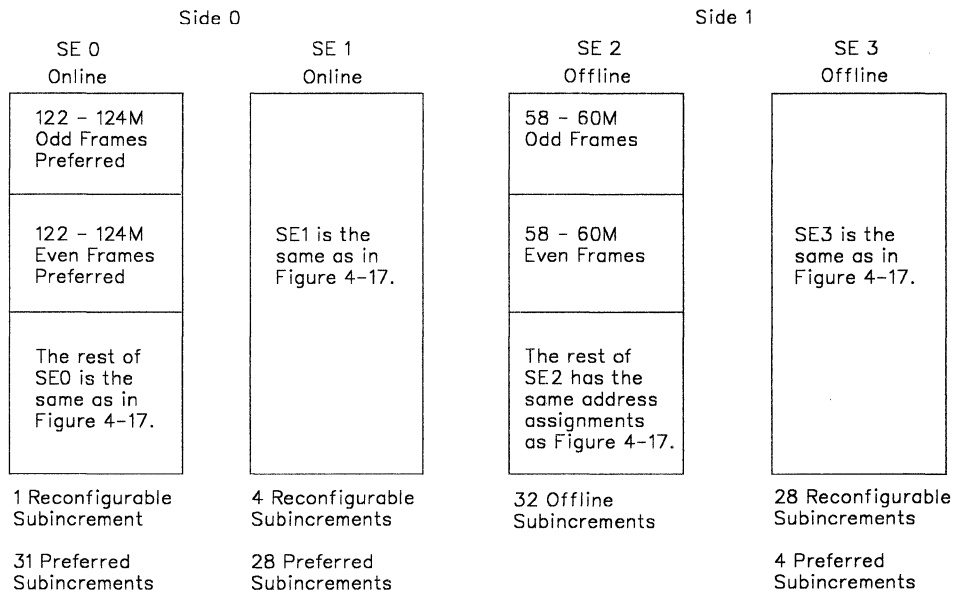 Side 0
Side 1
SE 0
Online
SE 1
Online
SE 2
Offline
SE 3
Offline
122 - 124M
Odd Frames
Preferred
122 - 124M
Even Frames
Preferred
The rest of
SE0 is the
same as in
Figure 4-17.
SE1 is the
same as in
Figure 4-17.
58 - 60M
Odd Frames
58 - 60M
Even Frames
The rest of
SE2 has the
same address
assignments
as Figure 4-17.
SE3 is the
same as in
Figure 4-17.
1 Reconfigurable
Subincrement
31 Preferred
Subincrements
4 Reconfigurable
Subincrements
28 Preferred
Subincrements
32 Offline
Subincrements
28 Reconfigurable
Subincrements
4 Preferred
Subincrements